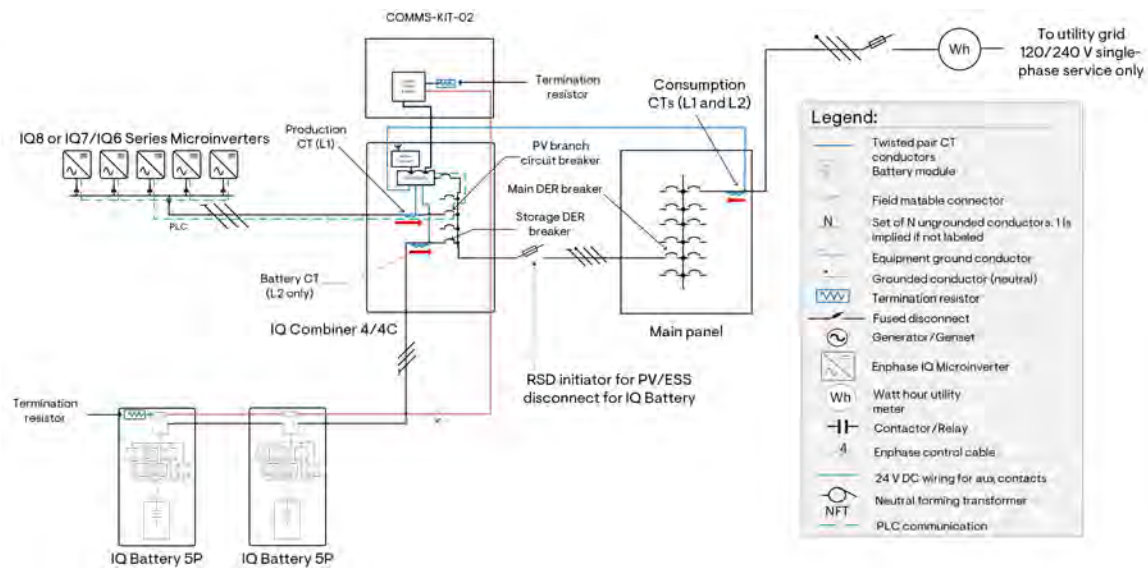 COMMS-KIT-02
To utility grid
120/240 V single-
phase service only
Wh
Termination
resistor
Consumption
CTs (L1 and L2)
Production
CT (L1)
IQ8 or IQ7/IQ6 Series Microinverters
PV branch
circuit breaker
Main DER breaker
Storage DER
breaker
PLC
Battery CT
(L2 only)
IQ Combiner 4/4C
Main panel
RSD initiator for PV/ESS
disconnect for IQ Battery
Termination
resistor
IQ Battery 5P
IQ Battery 5P
Legend:
Twisted pair CT
conductors
Battery module
Field matable connector
N
Set of N ungrounded conductors. 1 Is
implied if not labeled
Equipment ground conductor
Grounded conductor (neutral)
Termination resistor
Fused disconnect
Generator/Genset
Enphase IQ Microinverter
Wh
Watt hour utility
meter
Contactor/Relay
4
Enphase control cable
24 V DC wiring for aux contacts
Neutral forming transformer
NFT
PLC communication